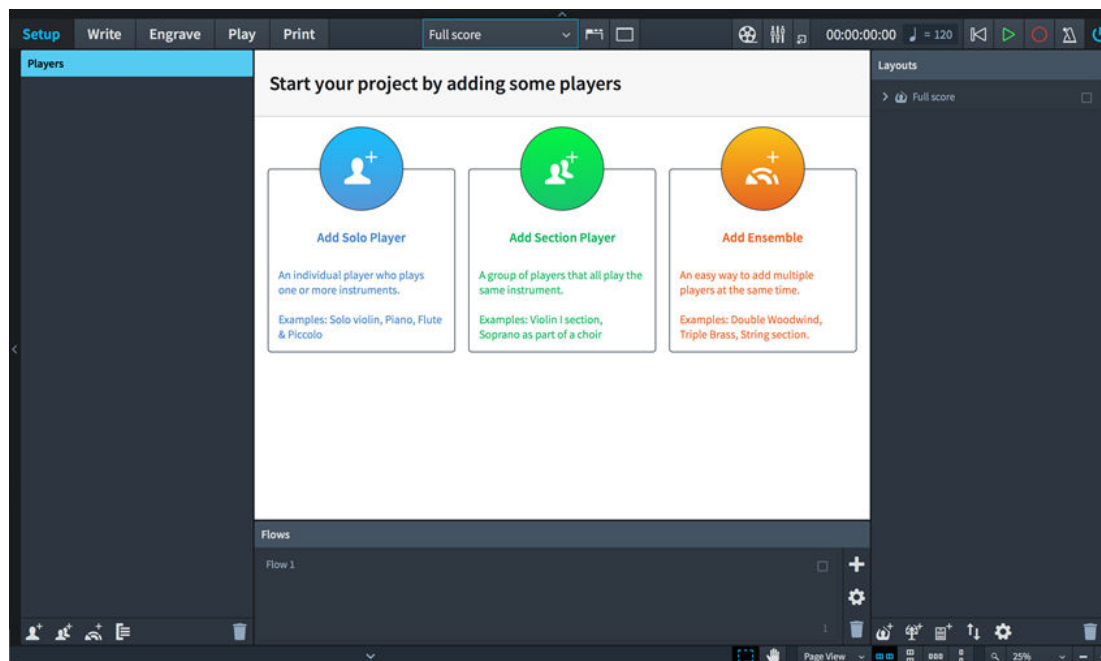 Setup Write Engrave Play Print Full score 00:00:00:00 = 120
Players
Start your project by adding some players
Layouts
Full score
Add Solo Player
An individual player who plays
one or more instruments.
Examples: Solo violin, Piano, Flute
& Piccolo
Add Section Player
A group of players that all play the
same instrument.
Examples: Violin I section,
Soprano as part of a choir
Add Ensemble
An easy way to add multiple
players at the same time.
Examples: Double Woodwind,
Triple Brass, String section.
Flows
Flow 1
1
Page View 25%